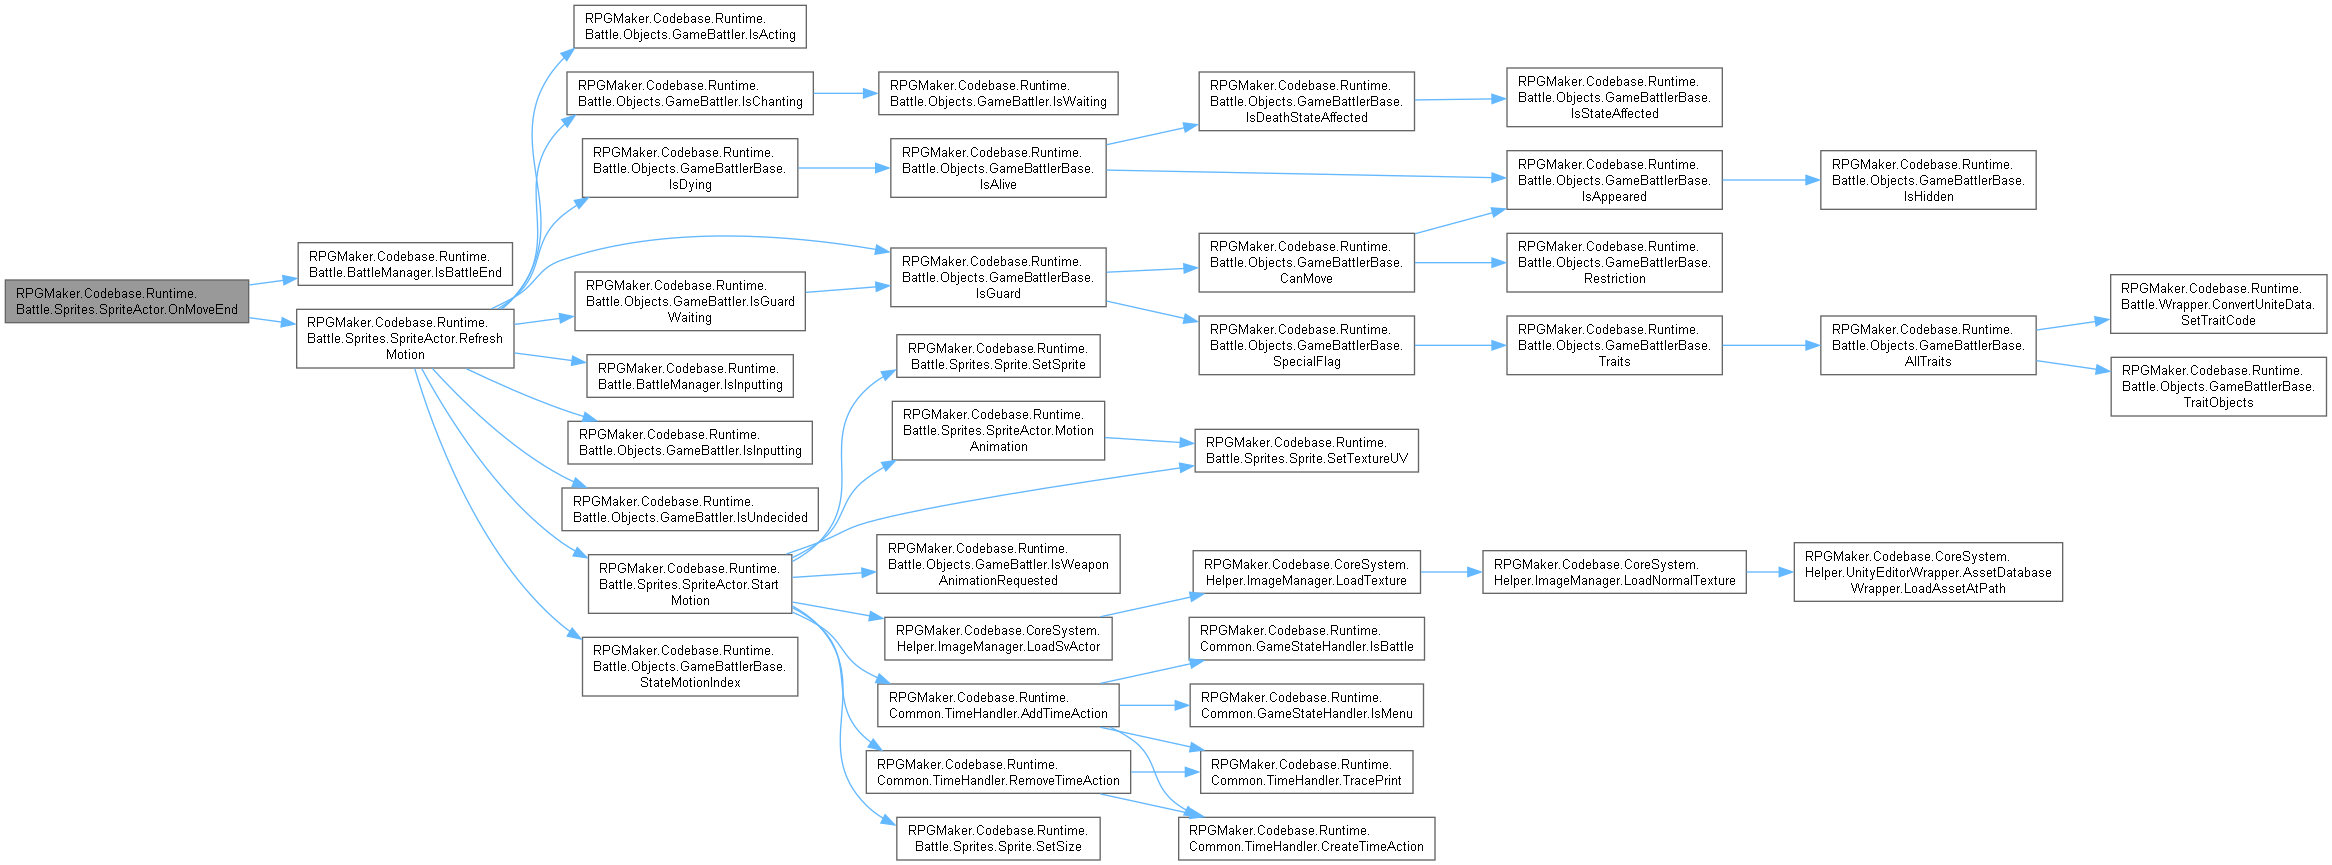 RPGMaker.Codebase.Runtime.
Battle.Sprites.SpriteActor.OnMoveEnd
RPGMaker.Codebase.Runtime.
Battle.BattleManager.IsBattleEnd
RPGMaker.Codebase.Runtime.
Battle.Sprites.SpriteActor.Refresh
Motion
RPGMaker.Codebase.Runtime.
Battle.Objects.GameBattler.IsActing
RPGMaker.Codebase.Runtime.
Battle.Objects.GameBattler.IsChanting
RPGMaker.Codebase.Runtime.
Battle.Objects.GameBattlerBase.
IsDying
RPGMaker.Codebase.Runtime.
Battle.Objects.GameBattler.IsGuard
Waiting
RPGMaker.Codebase.Runtime.
Battle.BattleManager.IsInputting
RPGMaker.Codebase.Runtime.
Battle.Objects.GameBattler.IsInputting
RPGMaker.Codebase.Runtime.
Battle.Objects.GameBattler.IsUndecided
RPGMaker.Codebase.Runtime.
Battle.Sprites.SpriteActor.Start
Motion
RPGMaker.Codebase.Runtime.
Battle.Objects.GameBattlerBase.
StateMotionIndex
RPGMaker.Codebase.Runtime.
Battle.Objects.GameBattler.IsWaiting
RPGMaker.Codebase.Runtime.
Battle.Objects.GameBattlerBase.
IsAlive
RPGMaker.Codebase.Runtime.
Battle.Objects.GameBattlerBase.
IsGuard
RPGMaker.Codebase.Runtime.
Battle.Sprites.Sprite.SetSprite
RPGMaker.Codebase.Runtime.
Battle.Sprites.SpriteActor.Motion
Animation
RPGMaker.Codebase.Runtime.
Battle.Objects.GameBattler.IsWeapon
AnimationRequested
RPGMaker.Codebase.CoreSystem.
Helper.ImageManager.LoadSvActor
RPGMaker.Codebase.Runtime.
Common.TimeHandler.AddTimeAction
RPGMaker.Codebase.Runtime.
Common.TimeHandler.RemoveTimeAction
RPGMaker.Codebase.Runtime.
Battle.Sprites.Sprite.SetSize
RPGMaker.Codebase.Runtime.
Battle.Objects.GameBattlerBase.
IsDeathStateAffected
RPGMaker.Codebase.Runtime.
Battle.Objects.GameBattlerBase.
CanMove
RPGMaker.Codebase.Runtime.
Battle.Objects.GameBattlerBase.
SpecialFlag
RPGMaker.Codebase.Runtime.
Battle.Sprites.Sprite.SetTextureUV
RPGMaker.Codebase.CoreSystem.
Helper.ImageManager.LoadTexture
RPGMaker.Codebase.Runtime.
Common.GameStateHandler.IsBattle
RPGMaker.Codebase.Runtime.
Common.GameStateHandler.IsMenu
RPGMaker.Codebase.Runtime.
Common.TimeHandler.TracePrint
RPGMaker.Codebase.Runtime.
Common.TimeHandler.CreateTimeAction
RPGMaker.Codebase.Runtime.
Battle.Objects.GameBattlerBase.
IsStateAffected
RPGMaker.Codebase.Runtime.
Battle.Objects.GameBattlerBase.
IsAppeared
RPGMaker.Codebase.Runtime.
Battle.Objects.GameBattlerBase.
Restriction
RPGMaker.Codebase.Runtime.
Battle.Objects.GameBattlerBase.
Traits
RPGMaker.Codebase.CoreSystem.
Helper.ImageManager.LoadNormalTexture
RPGMaker.Codebase.Runtime.
Battle.Objects.GameBattlerBase.
IsHidden
RPGMaker.Codebase.Runtime.
Battle.Objects.GameBattlerBase.
AllTraits
RPGMaker.Codebase.CoreSystem.
Helper.UnityEditorWrapper.AssetDatabase
Wrapper.LoadAssetAtPath
RPGMaker.Codebase.Runtime.
Battle.Wrapper.ConvertUniteData.
SetTraitCode
RPGMaker.Codebase.Runtime.
Battle.Objects.GameBattlerBase.
TraitObjects